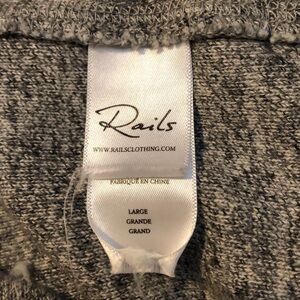 Rails
WWW.RAILSCLOTHING.COM
FABRIQUÉ EN CHINE
LARGE
GRANDE
GRAND